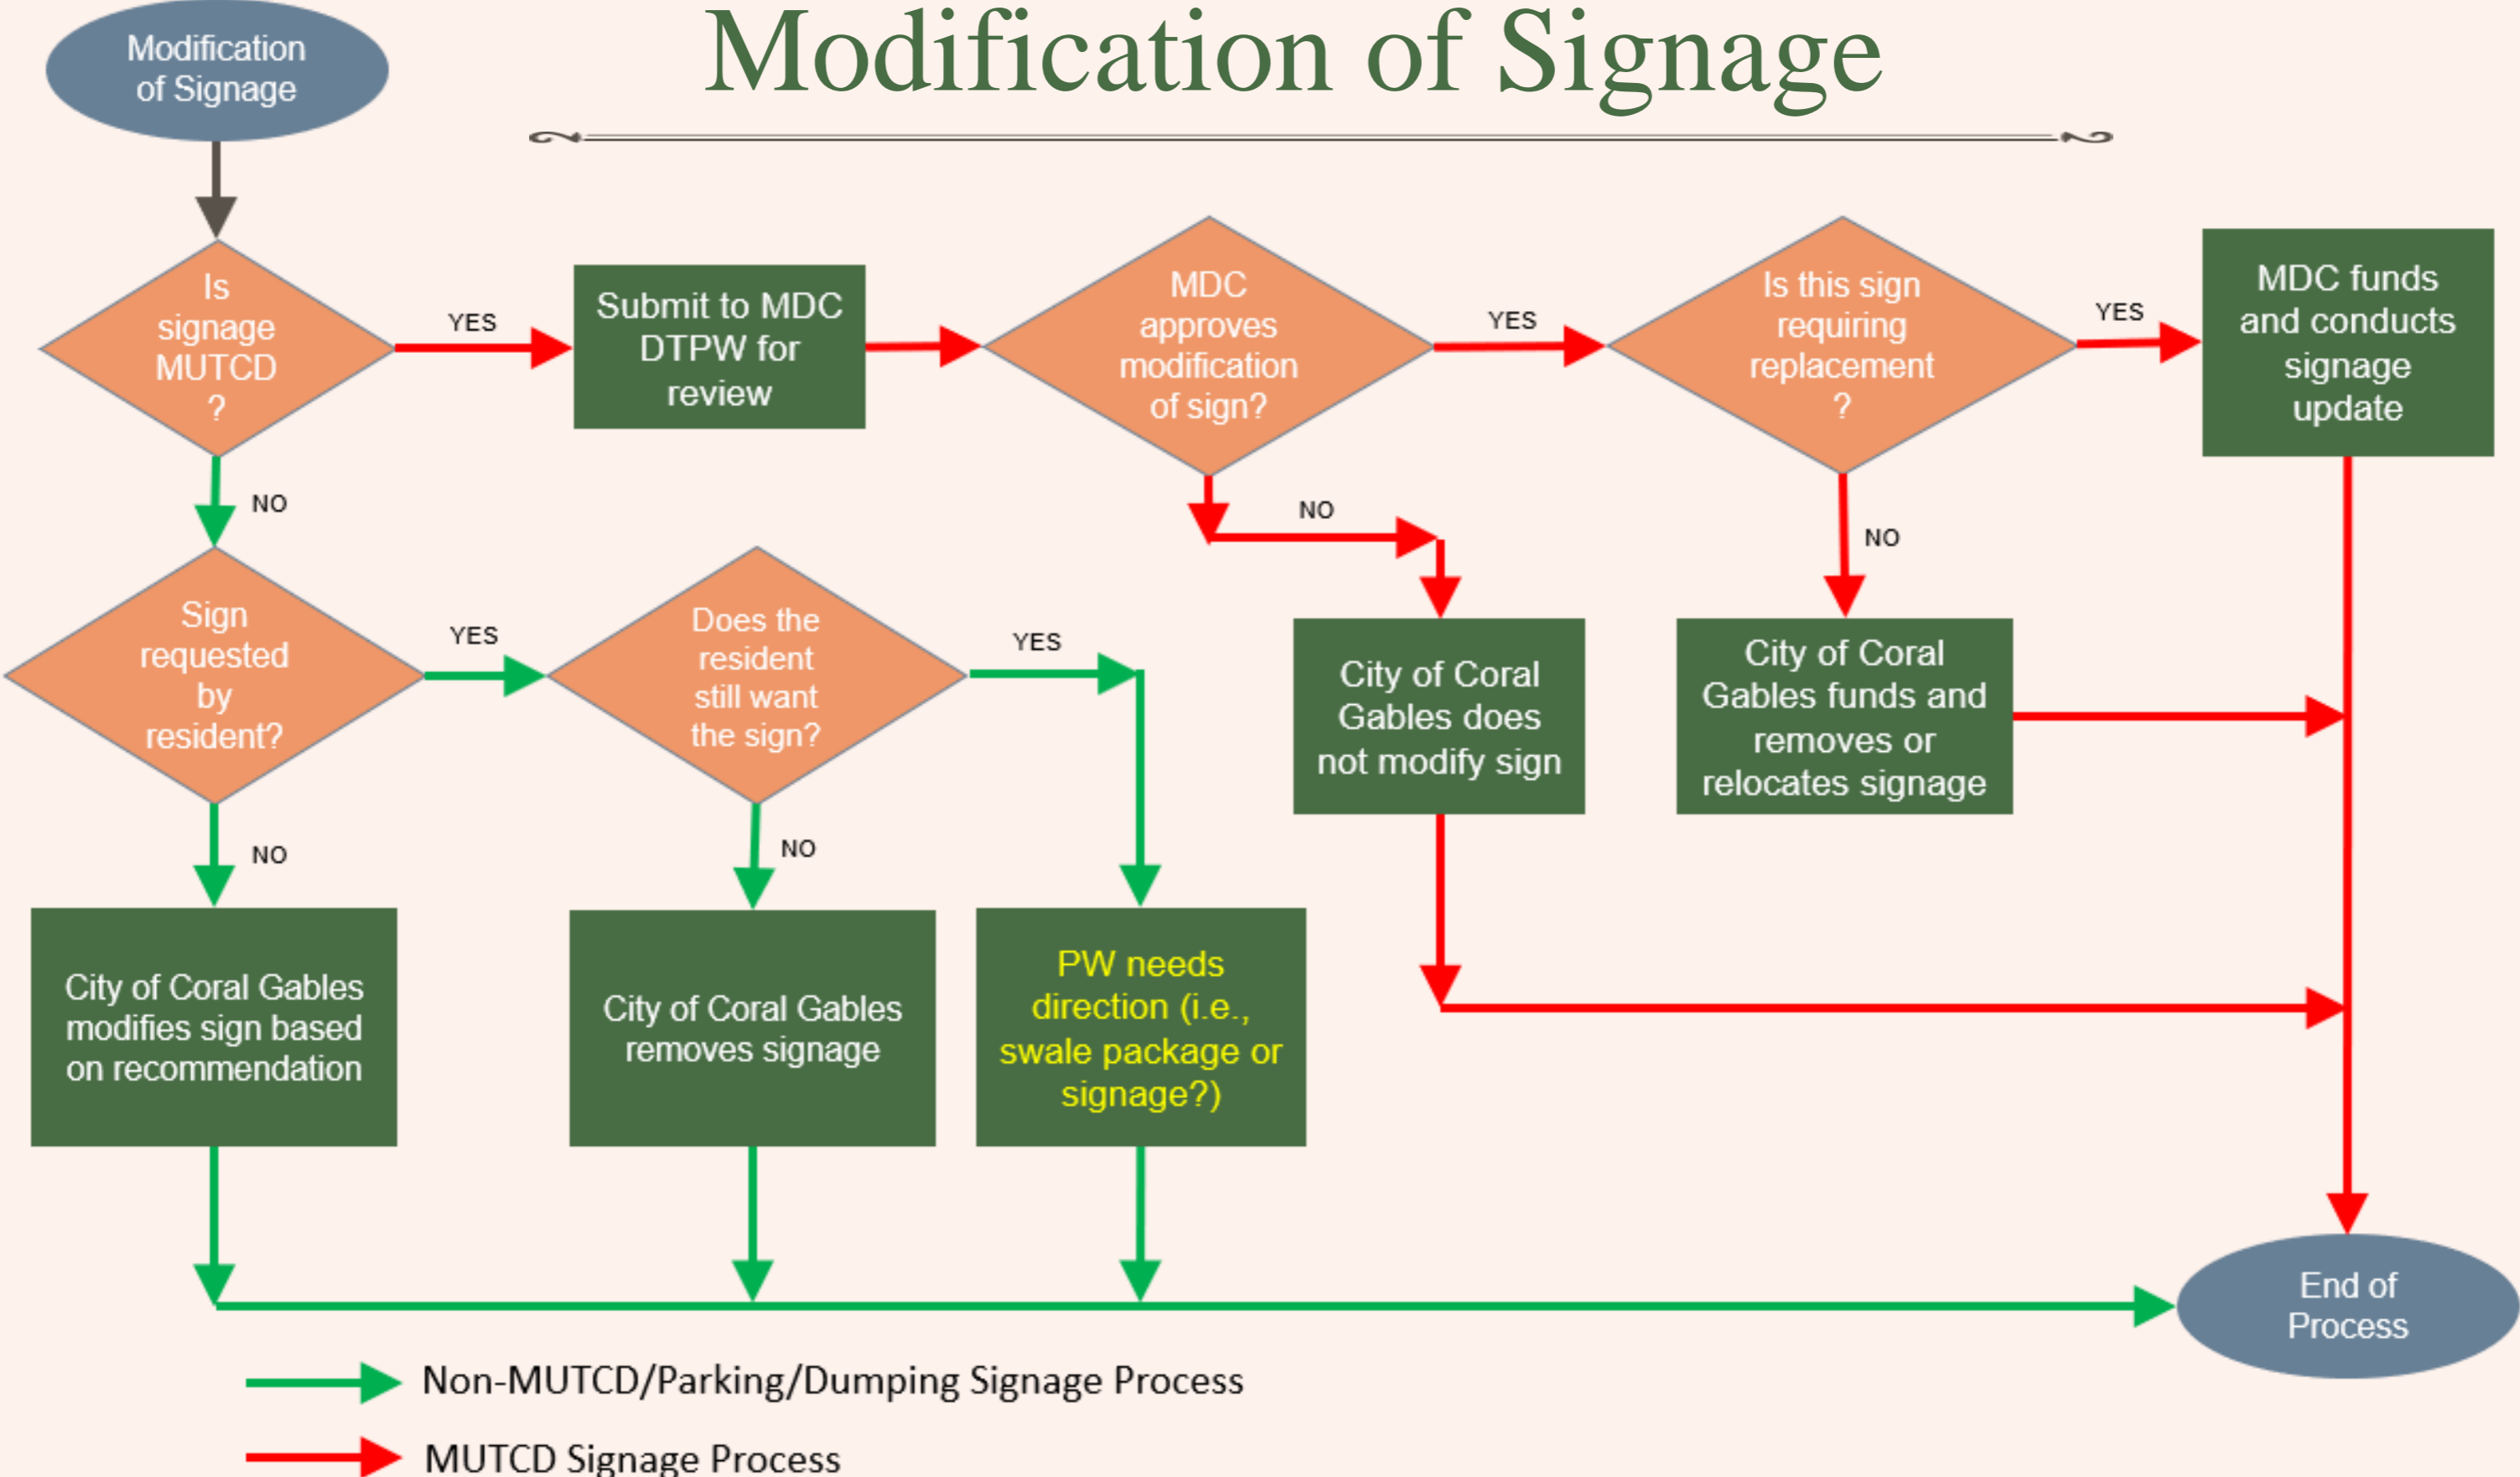 Modification of Signage
Modification
of Signage
Is
signage
MUTCD
?
YES
Submit to MDC
DTPW for
review
MDC
approves
modification
of sign?
YES
Is this sign
requiring
replacement
?
YES
MDC funds
and conducts
signage
update
NO
NO
NO
Sign
requested
by
resident?
YES
Does the
resident
still want
the sign?
YES
City of Coral
Gables does
not modify sign
City of Coral
Gables funds and
removes or
relocates signage
NO
NO
City of Coral Gables
modifies sign based
on recommendation
City of Coral Gables
removes signage
PW needs
direction (i.e.,
swale package or
signage?)
End of
Process
Non-MUTCD/Parking/Dumping Signage Process
MUTCD Signage Process